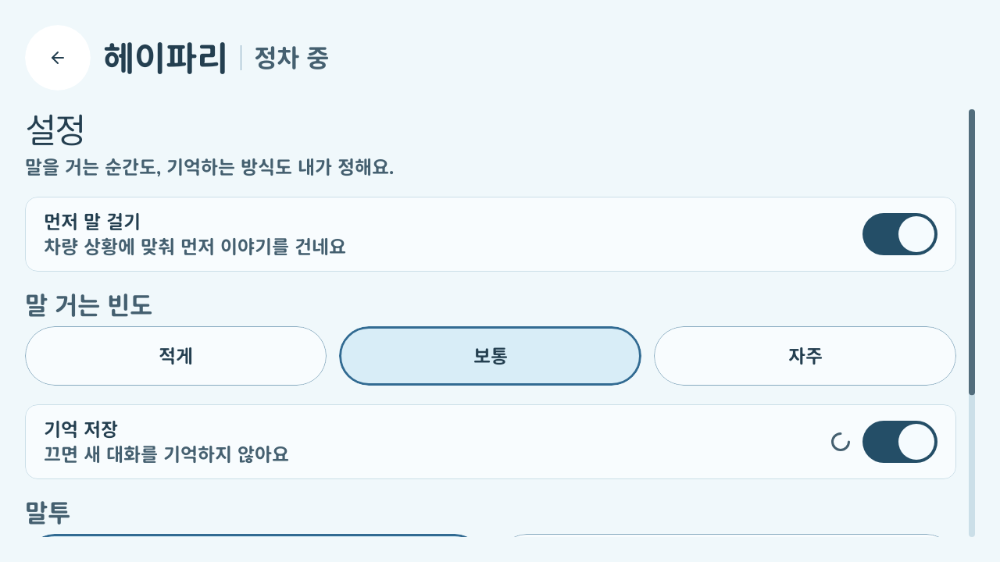 헤이파리
정차 중
설정
말을 거는 순간도, 기억하는 방식도 내가 정해요.
먼저 말 걸기
차량 상황에 맞춰 먼저 이야기를 건네요
말 거는 빈도
적게
보통
자주
기억 저장
끄면 새 대화를 기억하지 않아요
말투